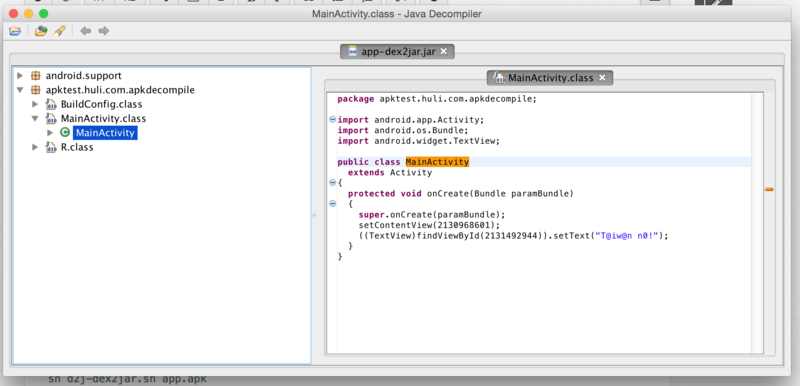 MainActivity.class - Java Decompiler
app-dex2jar.jar
android.support
apktest.huli.com.apkdecompile
BuildConfig.class
MainActivity.class
MainActivity
R.class
MainActivity.class
package apktest.huli.com.apkdecompile;
import android.app.Activity;
import android.os.Bundle;
import android.widget.TextView;
public class MainActivity
extends Activity
{
protected void onCreate(Bundle paramBundle)
{
super.onCreate(paramBundle);
setContentView(2130968601);
((TextView)findViewById(2131492944)).setText("T@iw@n n0!");
}
}
sh d2j-dex2jar.sh app.apk